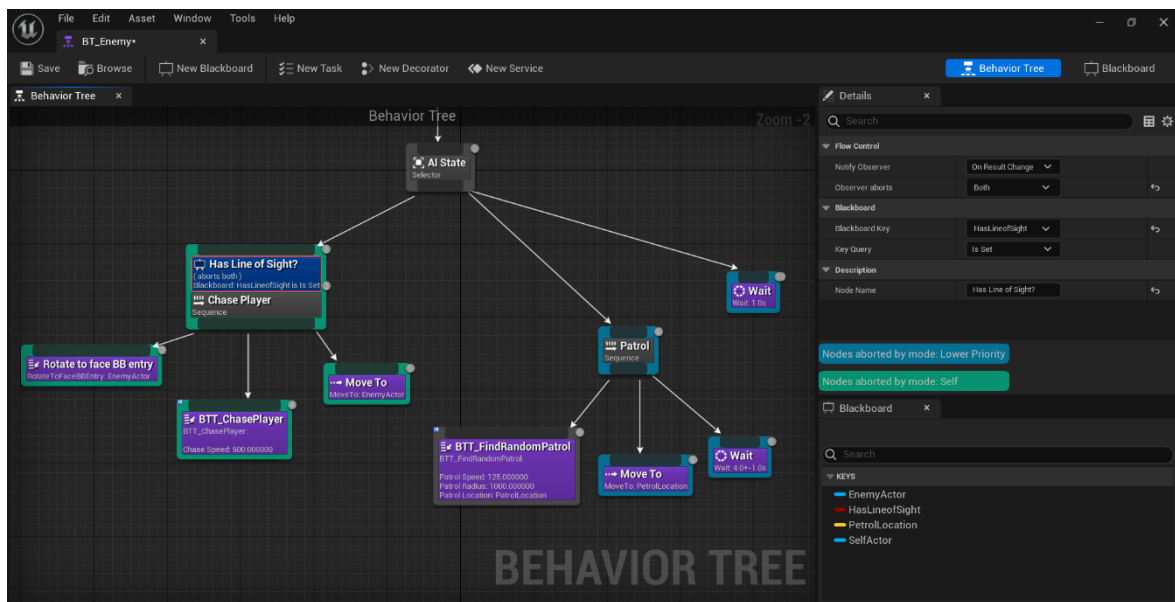 File Edit Asset Window Tools Help
BT_Enemy•
Save Browse New Blackboard New Task New Decorator New Service Behavior Tree Blackboard
Behavior Tree
Behavior Tree
Zoom -2
AI State
Selector
Has Line of Sight?
( aborts both )
Blackboard: HasLineofSight is Is Set
Chase Player
Sequence
Rotate to face BB entry
RotateToFaceBBEntry: EnemyActor
BTT_ChasePlayer
BTT_ChasePlayer:
Chase Speed: 500.000000
Move To
MoveTo: EnemyActor
Patrol
Sequence
BTT_FindRandomPatrol
BTT_FindRandomPatrol:
Patrol Speed: 125.000000
Patrol Radius: 1000.000000
Patrol Location: PatrolLocation
Move To
MoveTo: PetrolLocation
Wait
Wait: 4.0+-1.0s
Wait
Wait: 1.0s
BEHAVIOR TREE
Details
Search
Flow Control
Notify Observer On Result Change
Observer aborts Both
Blackboard
Blackboard Key HasLineofSight
Key Query Is Set
Description
Node Name Has Line of Sight?
Nodes aborted by mode: Lower Priority
Nodes aborted by mode: Self
Blackboard
Search
KEYS
EnemyActor
HasLineofSight
PetrolLocation
SelfActor